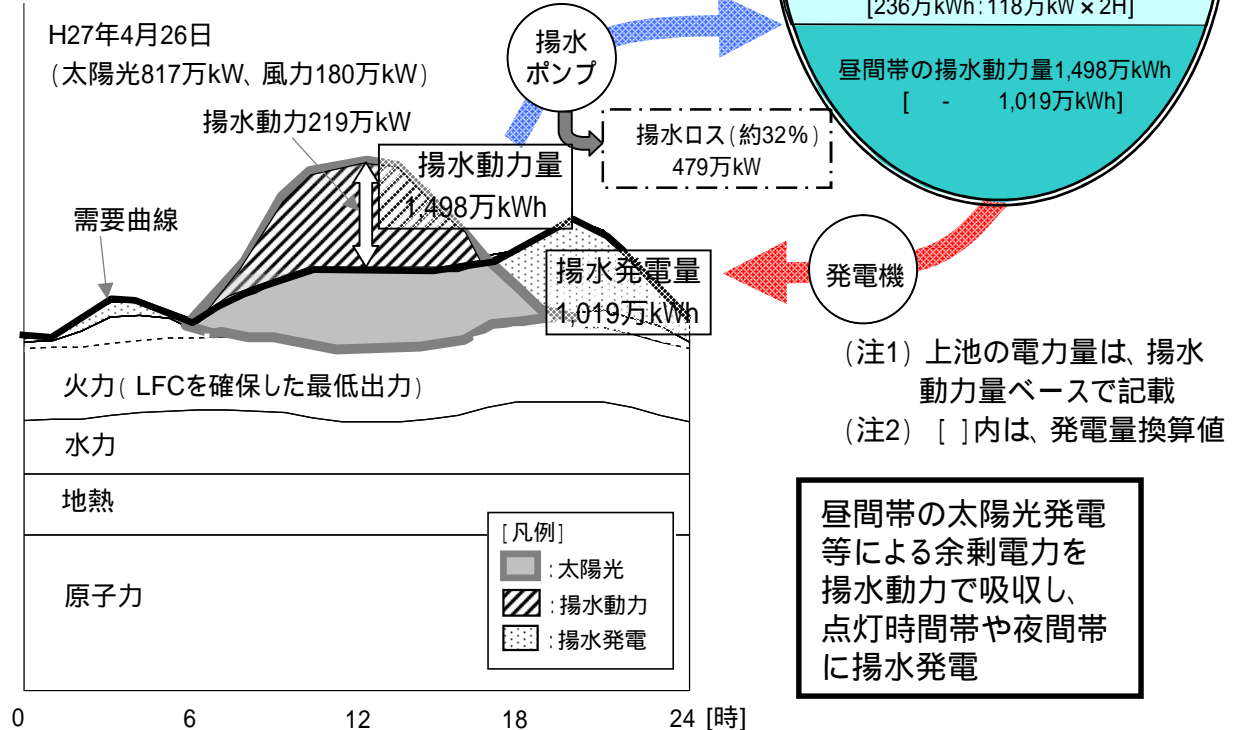 [236万kWh:118万kW×2H]
昼間帯の揚水動力量1,498万kWh
[ - 1,019万kWh]
H27年4月26日
(太陽光817万kW、風力180万kW)
揚水
ポンプ
揚水ロス(約32%)
479万kW
揚水動力219万kW
揚水動力量
1,498万kWh
需要曲線
揚水発電量
1,019万kWh
発電機
(注1) 上池の電力量は、揚水
動力量ベースで記載
(注2) [ ]内は、発電量換算値
火力(LFCを確保した最低出力)
水力
地熱
原子力
[凡例]
:太陽光
:揚水動力
:揚水発電
昼間帯の太陽光発電
等による余剰電力を
揚水動力で吸収し、
点灯時間帯や夜間帯
に揚水発電
0 6 12 18 24 [時]